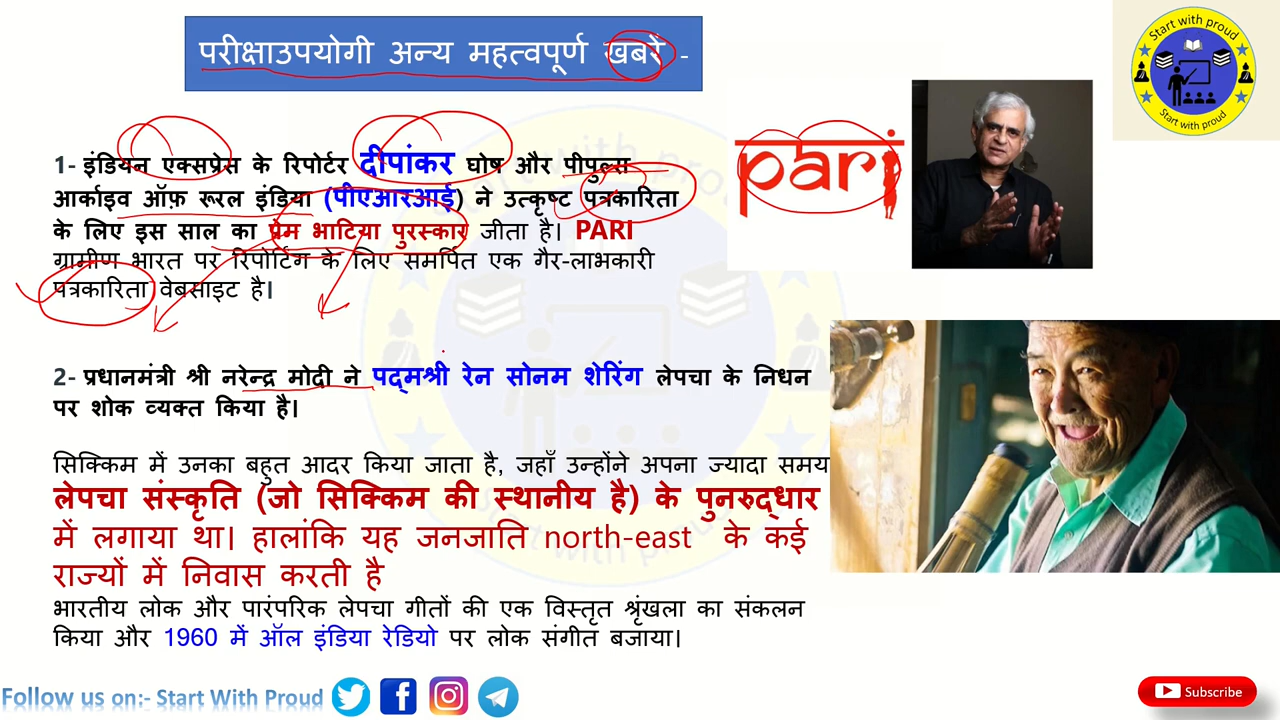 परीक्षाउपयोगी अन्य महत्वपूर्ण खबरें -
Start with proud
Start with proud
1- इंडियन एक्सप्रेस के रिपोर्टर दीपांकर घोष और पीपुल्स
आर्काइव ऑफ़ रूरल इंडिया (पीएआरआई) ने उत्कृष्ट पत्रकारिता
के लिए इस साल का प्रेम भाटिया पुरस्कार जीता है। PARI
ग्रामीण भारत पर रिपोर्टिंग के लिए समर्पित एक गैर-लाभकारी
पत्रकारिता वेबसाइट है।
pari
2- प्रधानमंत्री श्री नरेन्द्र मोदी ने पद्मश्री रेन सोनम शेरिंग लेपचा के निधन
पर शोक व्यक्त किया है।
सिक्किम में उनका बहुत आदर किया जाता है, जहाँ उन्होंने अपना ज्यादा समय
लेपचा संस्कृति (जो सिक्किम की स्थानीय है) के पुनरुद्धार
में लगाया था। हालांकि यह जनजाति north-east के कई
राज्यों में निवास करती है
भारतीय लोक और पारंपरिक लेपचा गीतों की एक विस्तृत श्रृंखला का संकलन
किया और 1960 में ऑल इंडिया रेडियो पर लोक संगीत बजाया।
Follow us on:- Start With Proud
Subscribe